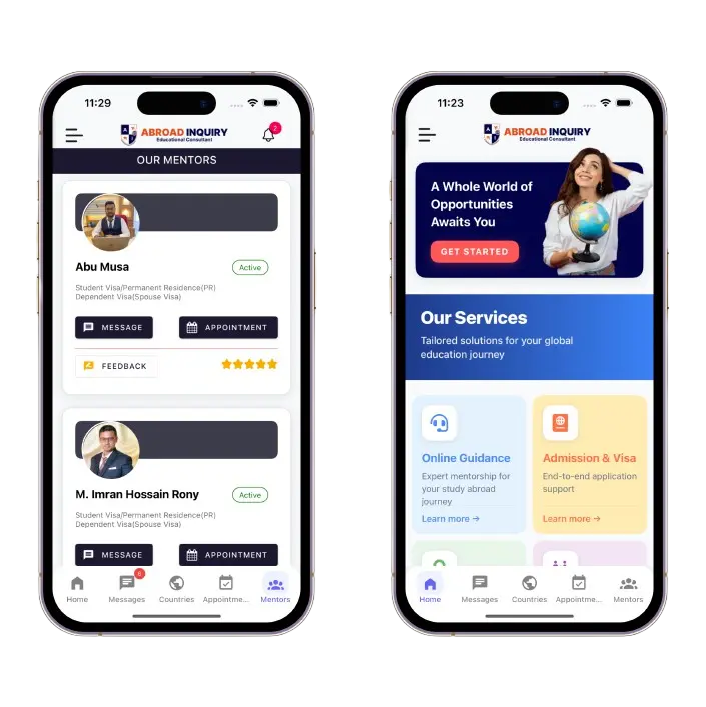 11:29
ABROAD INQUIRY
Educational Consultant
2
OUR MENTORS
Abu Musa
Active
Student Visa/Permanent Residence(PR)
Dependent Visa(Spouse Visa)
MESSAGE
APPOINTMENT
FEEDBACK
M. Imran Hossain Rony
Active
Student Visa/Permanent Residence(PR)
Dependent Visa(Spouse Visa)
MESSAGE
APPOINTMENT
Home
Messages
Countries
Appointme...
Mentors
11:23
ABROAD INQUIRY
Educational Consultant
A Whole World of
Opportunities
Awaits You
GET STARTED
Our Services
Tailored solutions for your global
education journey
Online Guidance
Expert mentorship for
your study abroad
journey
Learn more →
Admission & Visa
End-to-end application
support
Learn more →
Home
Messages
Countries
Appointme...
Mentors